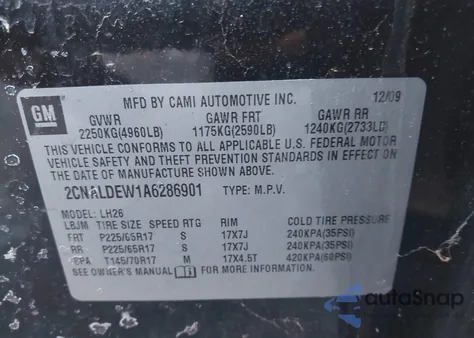 GM
MFD BY CAMI AUTOMOTIVE INC. 12/09
GVWR GAWR FRT GAWR RR
2250KG(4960LB) 1175KG(2590LB) 1240KG(2733LB)
THIS VEHICLE CONFORMS TO ALL APPLICABLE U.S. FEDERAL MOTOR
VEHICLE SAFETY AND THEFT PREVENTION STANDARDS IN EFFECT ON
THE DATE OF MANUFACTURE SHOWN ABOVE.
2CNALDEW1A6286901 TYPE: M.P.V.
MODEL: LH26
LBJM TIRE SIZE SPEED RTG RIM COLD TIRE PRESSURE
FRT P225/65R17 S 17X7J 240KPA(35PSI)
RR P225/65R17 S 17X7J 240KPA(35PSI)
SPA T145/70R17 M 17X4.5T 420KPA(60PSI)
SEE OWNER'S MANUAL FOR MORE INFORMATION
autoSnap